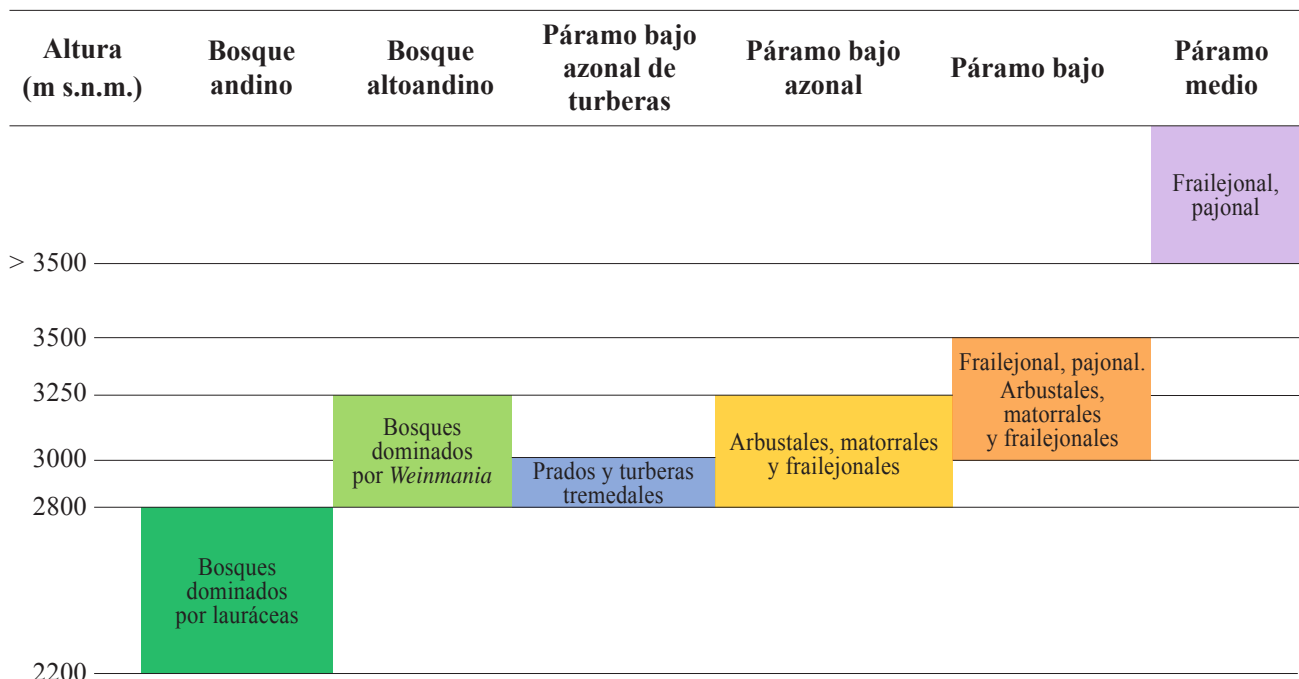 Altura
(m s.n.m.)
Bosque
andino
Bosque
altoandino
Páramo bajo
azonal de
turberas
Páramo bajo
azonal
Páramo bajo
Páramo
medio
Frailejonal,
pajonal
> 3500
3500
Frailejonal, pajonal.
Arbustales,
matorrales
y frailejonales
3250
Bosques
dominados
por Weinmania
Arbustales, matorrales
y frailejonales
3000
Prados y turberas
tremedales
2800
Bosques
dominados
por lauráceas
2200